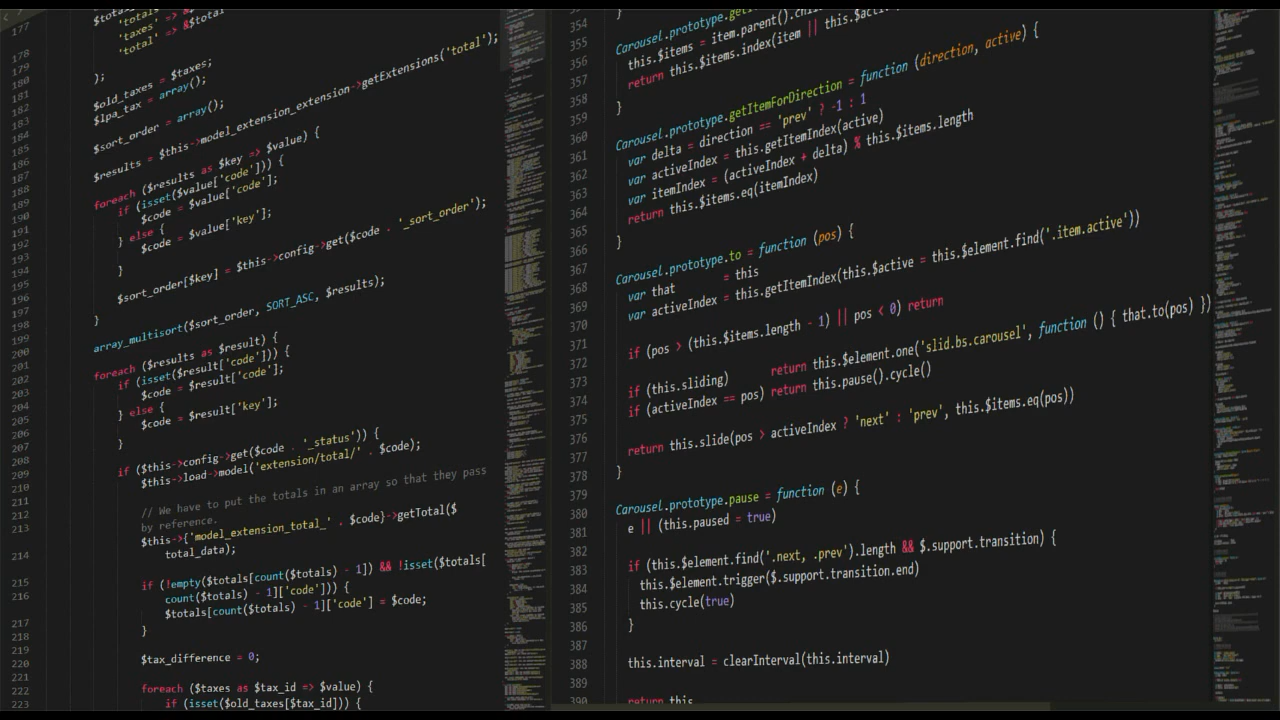 177
$tota
'totals
'taxes' => &$
'total' => &$total
178
179
);
180
181
$old_taxes = $taxes;
182
$lpa_tax = array();
183
184
$sort_order = array();
185
186
$results = $this->model_extension_extension->getExtensions('total');
187
188
foreach ($results as $key => $value) {
189
if (isset($value['code'])) {
190
$code = $value['code'];
191
} else {
192
$code = $value['key'];
193
}
194
195
$sort_order[$key] = $this->config->get($code . '_sort_order');
196
}
197
198
array_multisort($sort_order, SORT_ASC, $results);
199
200
foreach ($results as $result) {
201
if (isset($result['code'])) {
202
$code = $result['code'];
203
} else {
204
$code = $result['key'];
205
}
206
207
if ($this->config->get($code . '_status')) {
208
$this->load->model('extension/total/' . $code);
209
210
// We have to put the totals in an array so that they pass
211
by reference.
212
$this->{'model_extension_total_' . $code}->getTotal($
213
total_data);
214
if (!empty($totals[count($totals) - 1]) && !isset($totals[
215
count($totals) - 1]['code'])) {
216
$totals[count($totals) - 1]['code'] = $code;
217
}
218
219
$tax_difference = 0;
220
221
foreach ($taxes as $tax_id => $value) {
222
if (isset($old_taxes[$tax_id])) {
223
354
}
355
Carousel.prototype.getI
356
this.$items = item.parent().chil
357
return this.$items.index(item || this.$acti
358
}
359
360
Carousel.prototype.getItemForDirection = function (direction, active) {
361
var delta = direction == 'prev' ? -1 : 1
362
var activeIndex = this.getItemIndex(active)
363
var itemIndex = (activeIndex + delta) % this.$items.length
364
return this.$items.eq(itemIndex)
365
}
366
367
Carousel.prototype.to = function (pos) {
368
var that = this
369
var activeIndex = this.getItemIndex(this.$active = this.$element.find('.item.active'))
370
371
if (pos > (this.$items.length - 1) || pos < 0) return
372
373
if (this.sliding) return this.$element.one('slid.bs.carousel', function () { that.to(pos) })
374
if (activeIndex == pos) return this.pause().cycle()
375
376
return this.slide(pos > activeIndex ? 'next' : 'prev', this.$items.eq(pos))
377
}
378
379
Carousel.prototype.pause = function (e) {
380
e || (this.paused = true)
381
382
if (this.$element.find('.next, .prev').length && $.support.transition) {
383
this.$element.trigger($.support.transition.end)
384
this.cycle(true)
385
}
386
387
this.interval = clearInterval(this.interval)
388
389
return this
390